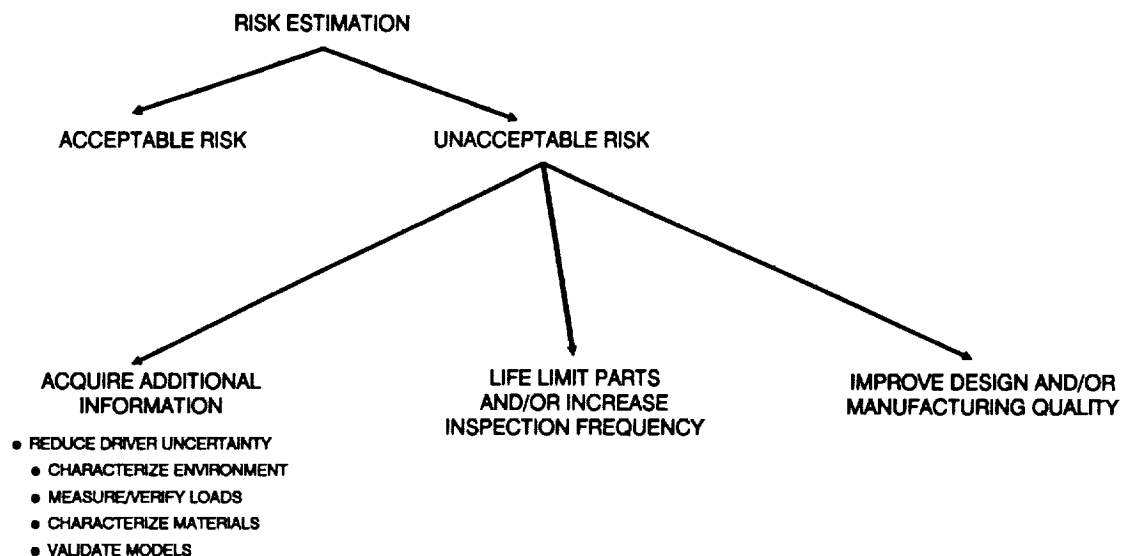 RISK ESTIMATION
ACCEPTABLE RISK
UNACCEPTABLE RISK
ACQUIRE ADDITIONAL
INFORMATION
• REDUCE DRIVER UNCERTAINTY
• CHARACTERIZE ENVIRONMENT
• MEASURE/VERIFY LOADS
• CHARACTERIZE MATERIALS
• VALIDATE MODELS
LIFE LIMIT PARTS
AND/OR INCREASE
INSPECTION FREQUENCY
IMPROVE DESIGN AND/OR
MANUFACTURING QUALITY